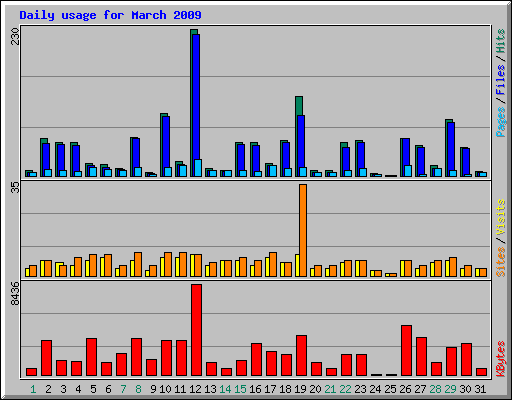 Daily usage for March 2009
230
Pages / Files / Hits
35
Sites / Visits
8436
KBytes
1 2 3 4 5 6 7 8 9 10 11 12 13 14 15 16 17 18 19 20 21 22 23 24 25 26 27 28 29 30 31